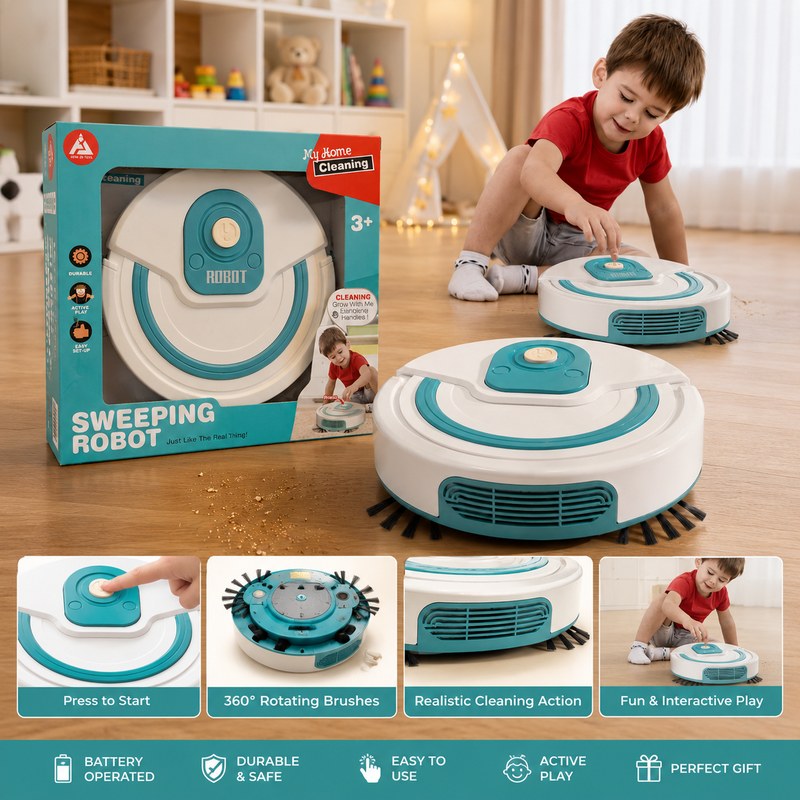 My Home
Cleaning
eaning
3+
ROBOT
DURABLE
ACTIVE
PLAY
EASY
SET-UP
CLEANING
Grow With Me
SWEEPING
ROBOT
Just Like The Real Thing!
Press to Start
360° Rotating Brushes
Realistic Cleaning Action
Fun & Interactive Play
BATTERY
OPERATED
DURABLE
& SAFE
EASY TO
USE
ACTIVE
PLAY
PERFECT GIFT